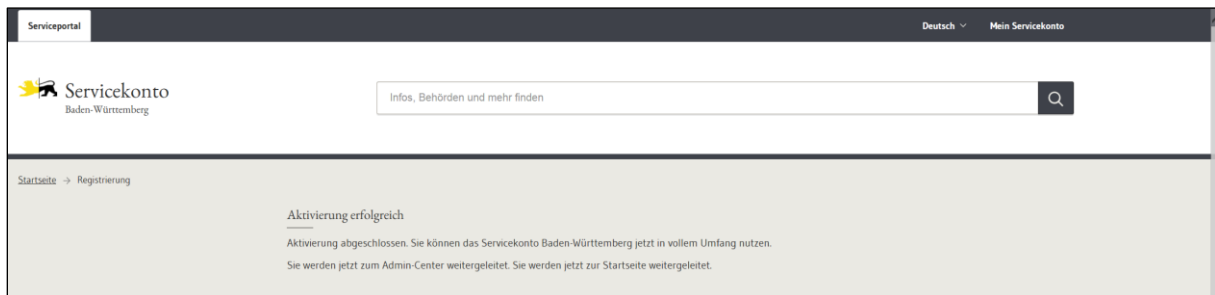 Serviceportal
Deutsch
Mein Servicekonto
Servicekonto
Baden-Württemberg
Infos, Behörden und mehr finden
Startseite → Registrierung
Aktivierung erfolgreich
Aktivierung abgeschlossen. Sie können das Servicekonto Baden-Württemberg jetzt in vollem Umfang nutzen.
Sie werden jetzt zum Admin-Center weitergeleitet. Sie werden jetzt zur Startseite weitergeleitet.